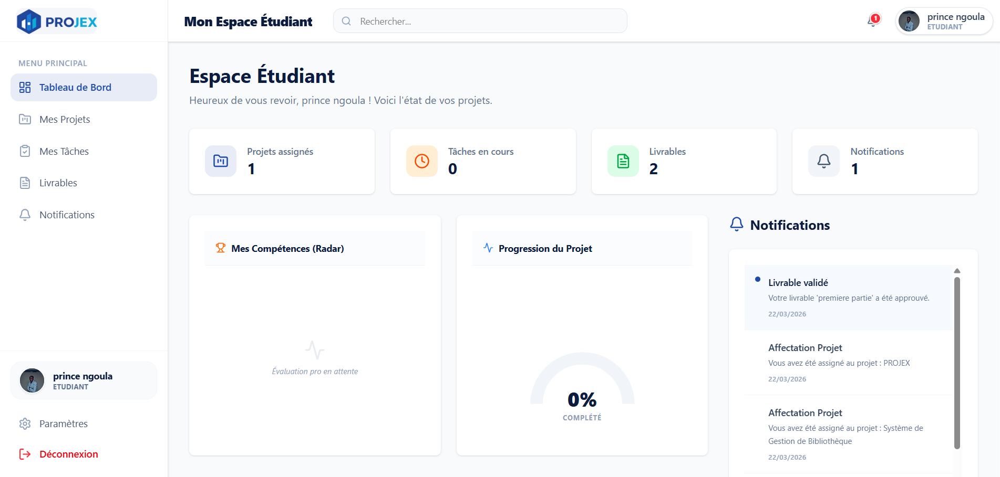 PROJEX
Mon Espace Étudiant
Rechercher...
1
prince ngoula
ETUDIANT
MENU PRINCIPAL
Tableau de Bord
Mes Projets
Mes Tâches
Livrables
Notifications
prince ngoula
ETUDIANT
Paramètres
Déconnexion
Espace Étudiant
Heureux de vous revoir, prince ngoula ! Voici l'état de vos projets.
Projets assignés
1
Tâches en cours
0
Livrables
2
Notifications
1
Mes Compétences (Radar)
Évaluation pro en attente
Progression du Projet
0%
COMPLÉTÉ
Notifications
Livrable validé
Votre livrable 'premiere partie' a été approuvé.
22/03/2026
Affectation Projet
Vous avez été assigné au projet : PROJEX
22/03/2026
Affectation Projet
Vous avez été assigné au projet : Système de
Gestion de Bibliothèque
22/03/2026